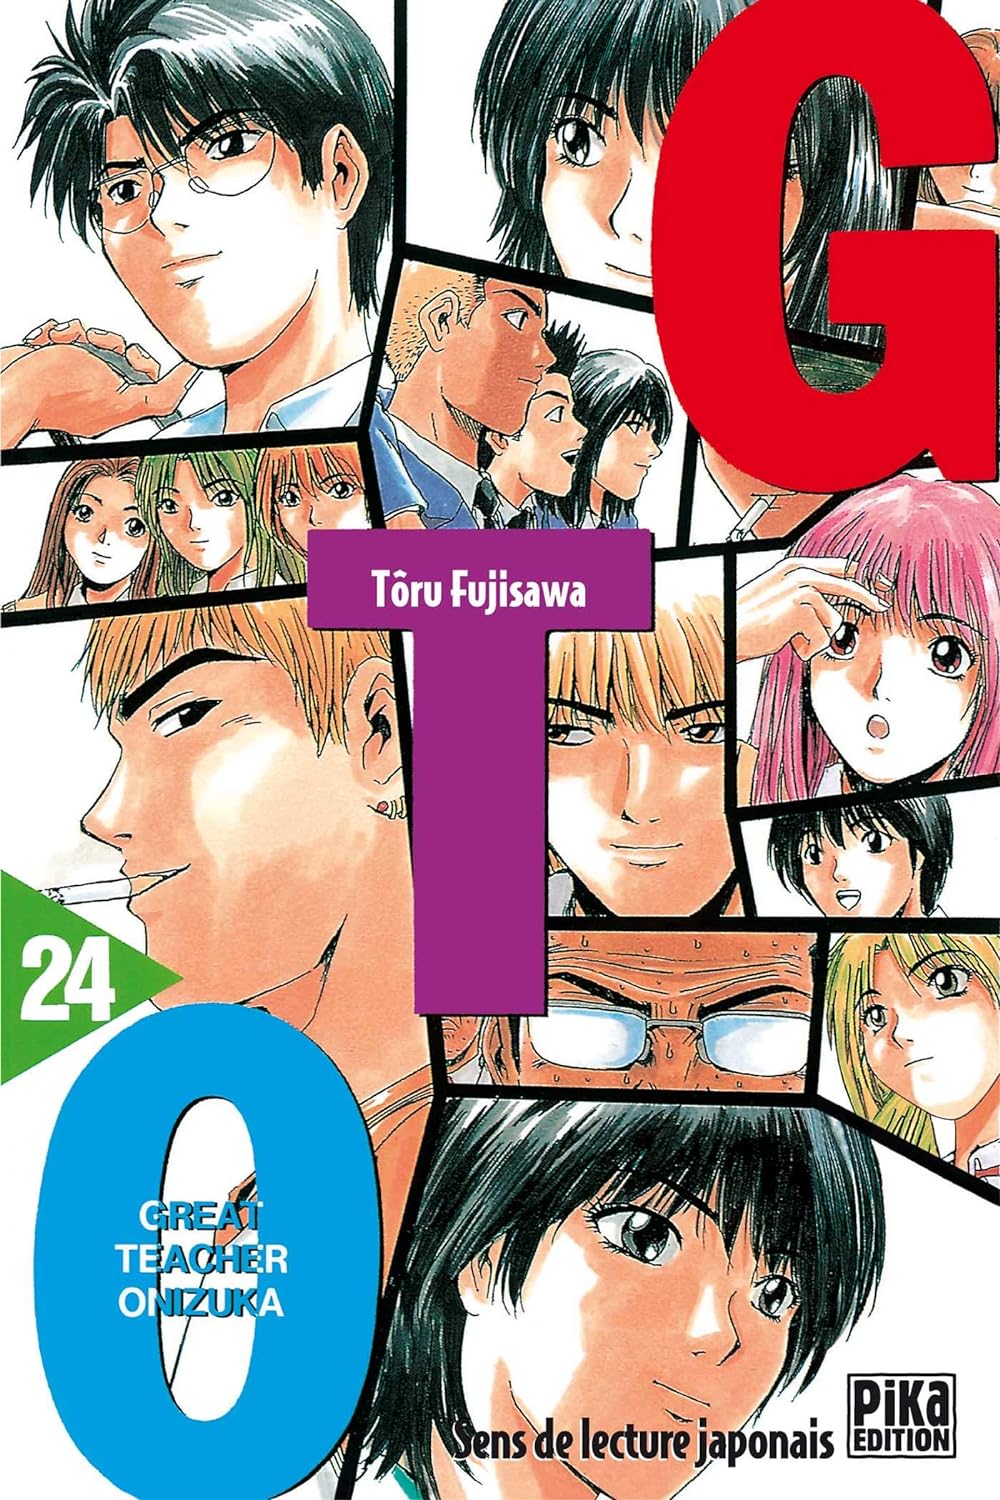 G
T
Tôru Fujisawa
24
O
GREAT
TEACHER
ONIZUKA
Sens de lecture japonais
PiKa
EDITION